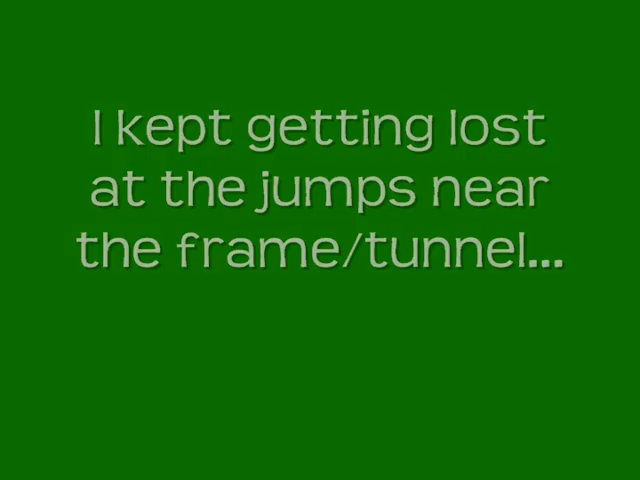 I kept getting lost
at the jumps near
the frame/tunnel...